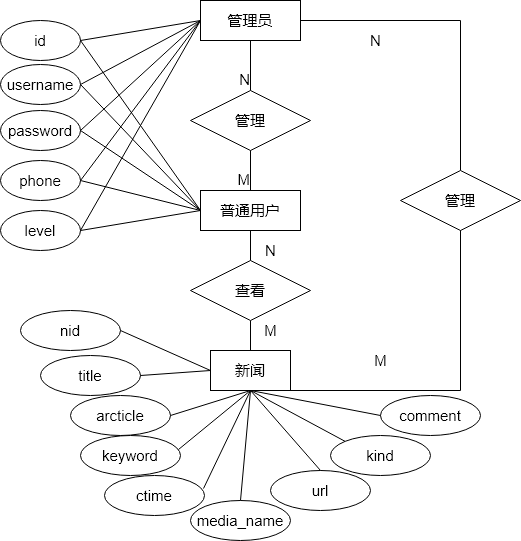 管理员
N
id
username
N
password
管理
phone
M
管理
level
普通用户
N
查看
M
nid
title
新闻
M
arcticle
comment
keyword
kind
ctime
url
media_name